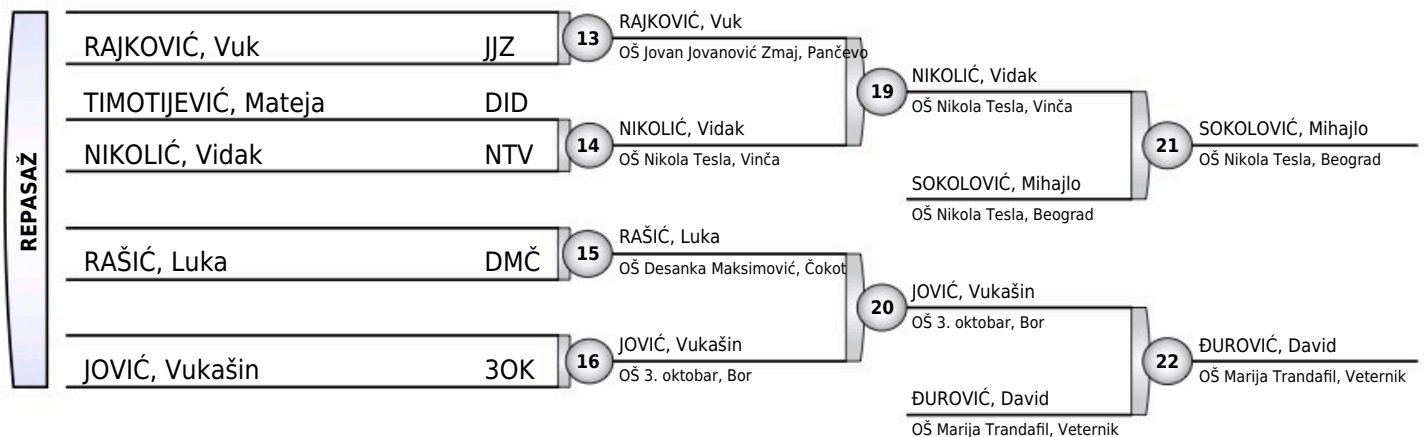 REPASAŽ
RAJKOVIĆ, Vuk JJZ
TIMOTIJEVIĆ, Mateja DID
NIKOLIĆ, Vidak NTV
RAŠIĆ, Luka DMČ
JOVIĆ, Vukašin 3OK
13
RAJKOVIĆ, Vuk
OŠ Jovan Jovanović Zmaj, Pančevo
14
NIKOLIĆ, Vidak
OŠ Nikola Tesla, Vinča
15
RAŠIĆ, Luka
OŠ Desanka Maksimović, Čokot
16
JOVIĆ, Vukašin
OŠ 3. oktobar, Bor
19
NIKOLIĆ, Vidak
OŠ Nikola Tesla, Vinča
SOKOLOVIĆ, Mihajlo
OŠ Nikola Tesla, Beograd
20
JOVIĆ, Vukašin
OŠ 3. oktobar, Bor
ĐUROVIĆ, David
OŠ Marija Trandafil, Veternik
21
SOKOLOVIĆ, Mihajlo
OŠ Nikola Tesla, Beograd
22
ĐUROVIĆ, David
OŠ Marija Trandafil, Veternik